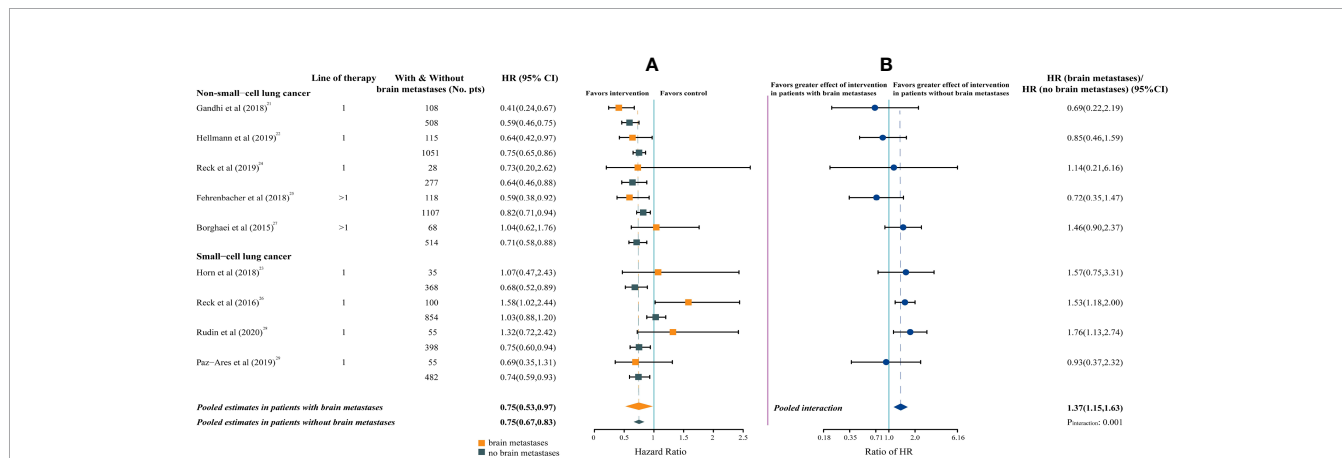 A
B
Line of therapy
With & Without
brain metastases (No. pts)
HR (95% CI)
Favors intervention
Favors control
Favors greater effect of intervention
in patients with brain metastases
Favors greater effect of intervention
in patients without brain metastases
HR (brain metastases)/
HR (no brain metastases) (95%CI)
Non−small−cell lung cancer
Gandhi et al (2018) 1 108 0.41(0.24,0.67) 0.69(0.22,2.19)
508 0.59(0.46,0.75)
Hellmann et al (2019) 1 115 0.64(0.42,0.97) 0.85(0.46,1.59)
1051 0.75(0.65,0.86)
Reck et al (2019) 1 28 0.73(0.20,2.62) 1.14(0.21,6.16)
277 0.64(0.46,0.88)
Fehrenbacher et al (2018) >1 118 0.59(0.38,0.92) 0.72(0.35,1.47)
1107 0.82(0.71,0.94)
Borghaei et al (2015) >1 68 1.04(0.62,1.76) 1.46(0.90,2.37)
514 0.71(0.58,0.88)
Small−cell lung cancer
Horn et al (2018) 1 35 1.07(0.47,2.43) 1.57(0.75,3.31)
368 0.68(0.52,0.89)
Reck et al (2016) 1 100 1.58(1.02,2.44) 1.53(1.18,2.00)
854 1.03(0.88,1.20)
Rudin et al (2020) 1 55 1.32(0.72,2.42) 1.76(1.13,2.74)
398 0.75(0.60,0.94)
Paz−Ares et al (2019) 1 55 0.69(0.35,1.31) 0.93(0.37,2.32)
482 0.74(0.59,0.93)
Pooled estimates in patients with brain metastases 0.75(0.53,0.97) Pooled interaction 1.37(1.15,1.63)
Pooled estimates in patients without brain metastases 0.75(0.67,0.83) Pinteraction: 0.001
brain metastases
no brain metastases
0 0.5 1 1.5 2 2.5
Hazard Ratio
0.18 0.35 0.71 1.0 2.0 6.16
Ratio of HR